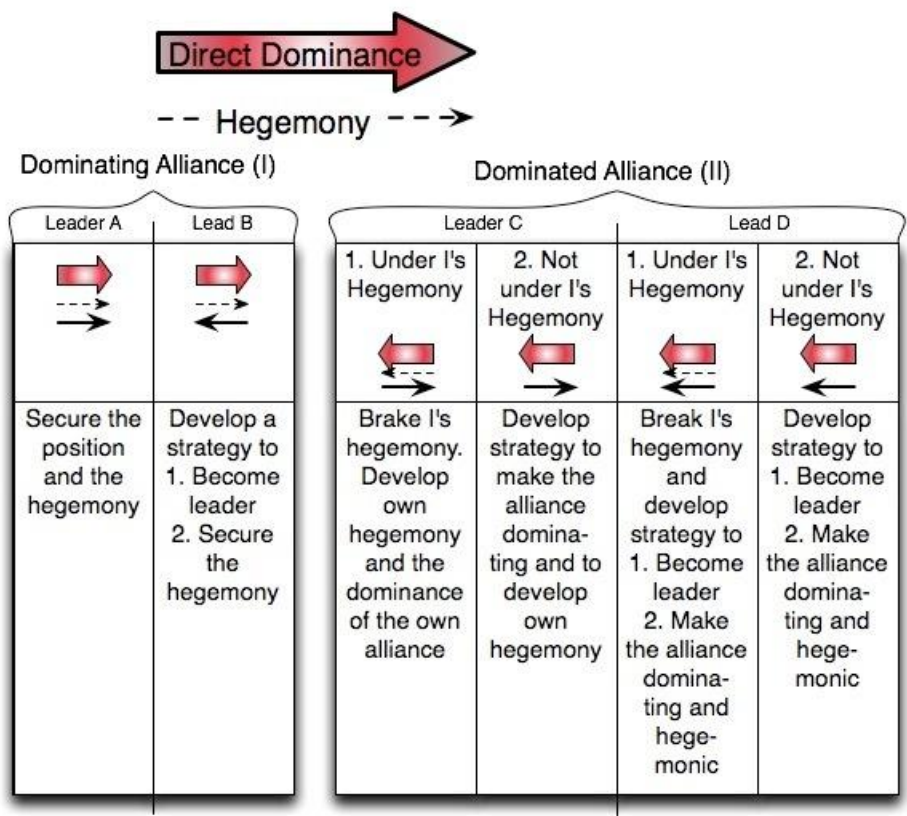 Direct Dominance
Hegemony
Dominating Alliance (I)
Dominated Alliance (II)
Leader A
Lead B
Leader C
Lead D
1. Under I's
Hegemony
2. Not
under I's
Hegemony
1. Under I's
Hegemony
2. Not
under I's
Hegemony
Secure the
position
and the
hegemony
Develop a
strategy to
1. Become
leader
2. Secure
the
hegemony
Brake I's
hegemony.
Develop
own
hegemony
and the
dominance
of the own
alliance
Develop
strategy to
make the
alliance
domina-
ting and to
develop
own
hegemony
Break I's
hegemony
and
develop
strategy to
1. Become
leader
2. Make
the alliance
domina-
ting and
hege-
monic
Develop
strategy to
1. Become
leader
2. Make
the alliance
domina-
ting and
hege-
monic